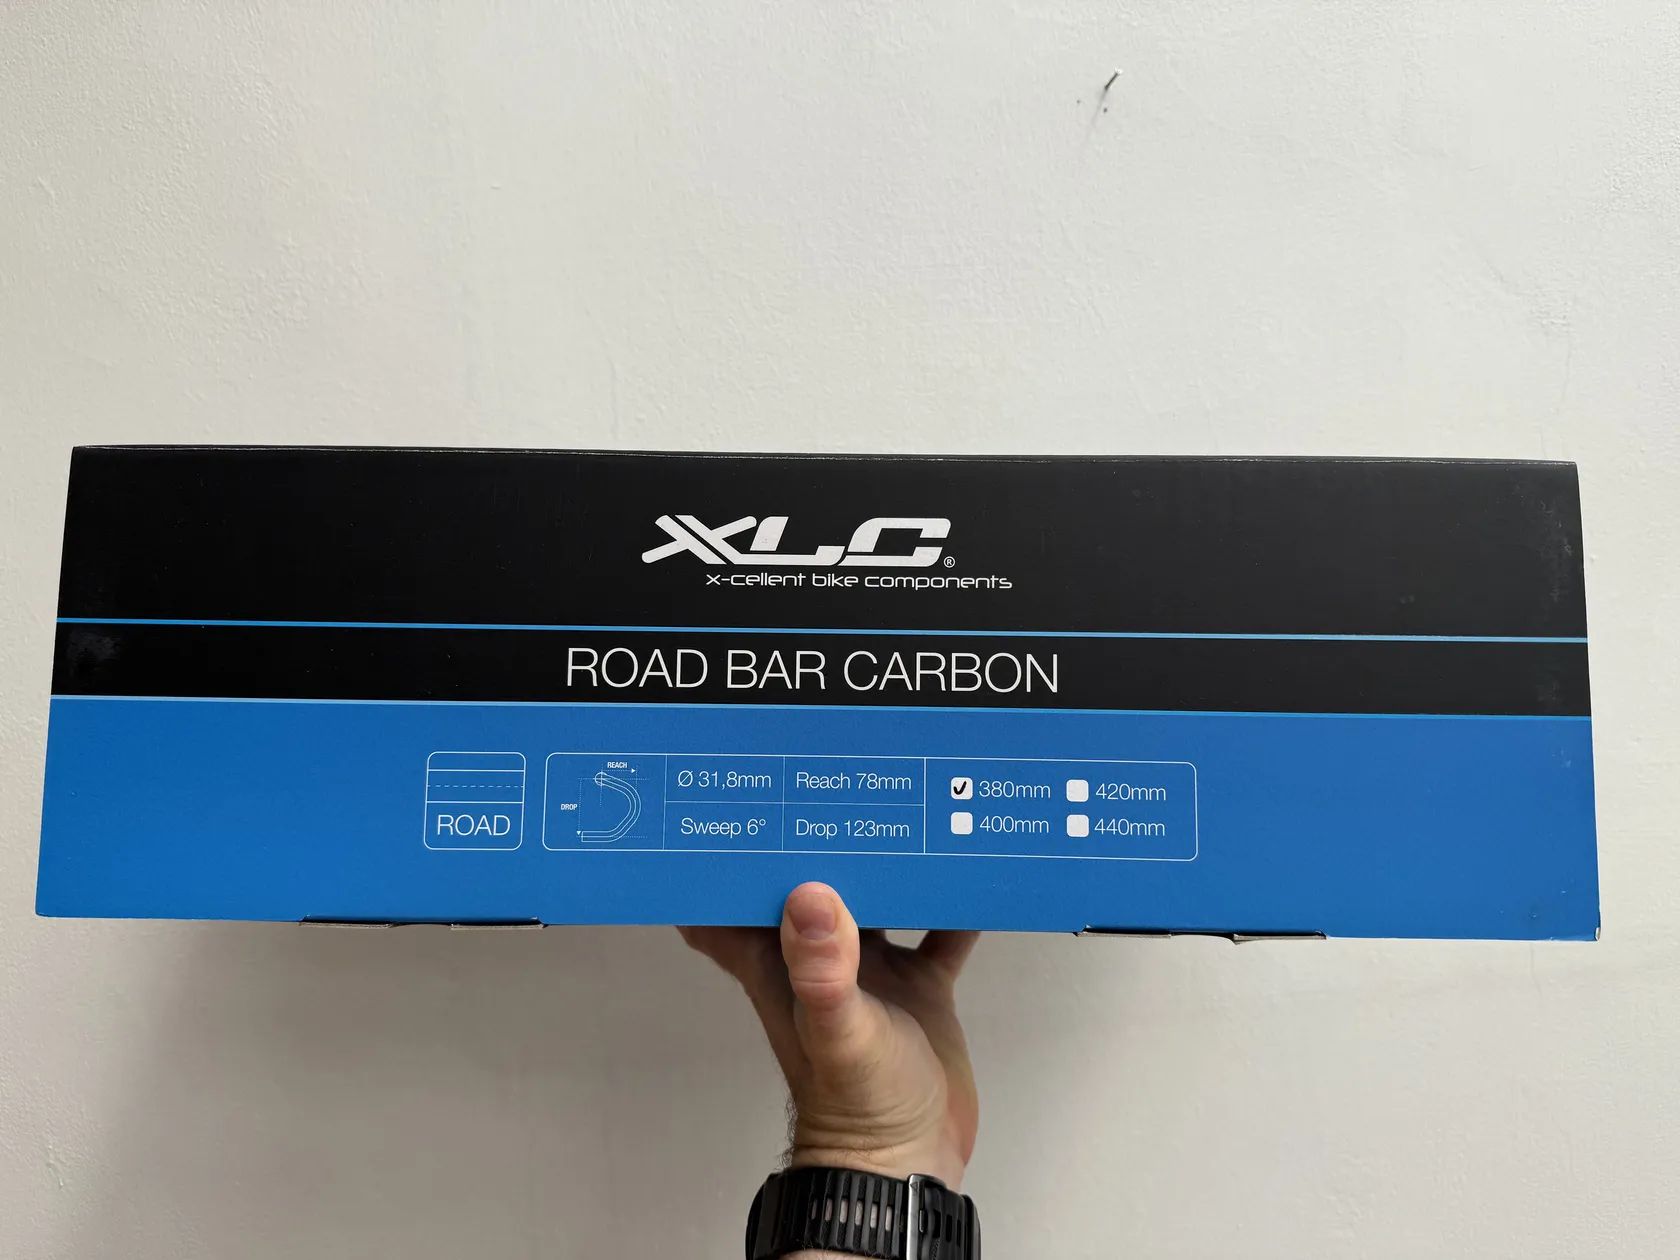 XLC®
x-cellent bike components
ROAD BAR CARBON
ROAD
REACH
DROP
Ø 31,8mm
Reach 78mm
Sweep 6°
Drop 123mm
380mm
420mm
400mm
440mm